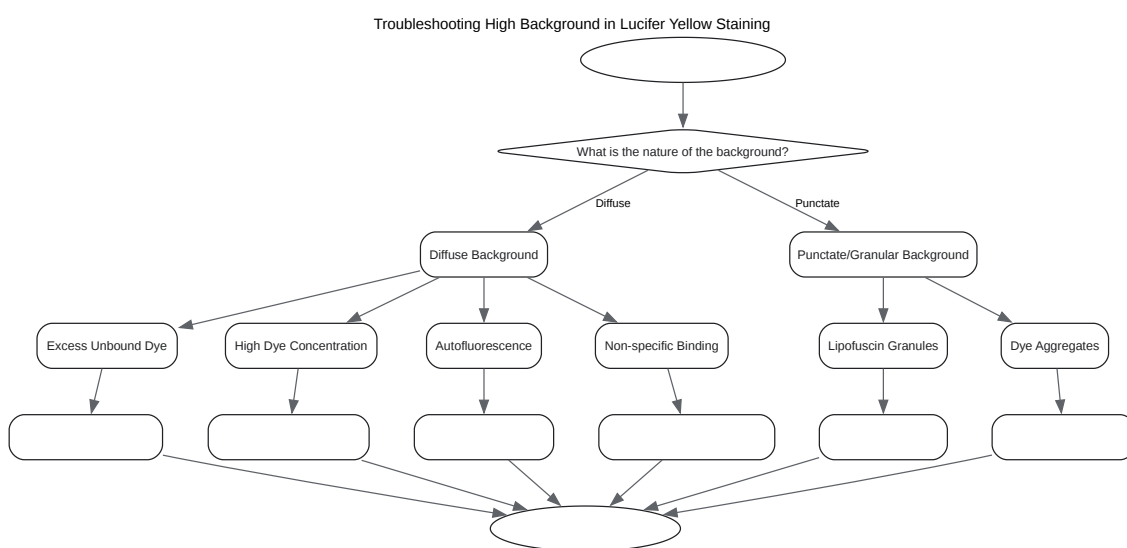 Troubleshooting High Background in Lucifer Yellow Staining
What is the nature of the background?
Diffuse
Punctate
Diffuse Background
Punctate/Granular Background
Excess Unbound Dye
High Dye Concentration
Autofluorescence
Non-specific Binding
Lipofuscin Granules
Dye Aggregates